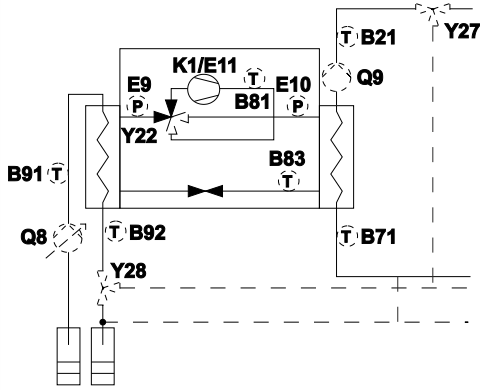 T B21 Y27
K1/E11
E9 T E10 Q9
P B81 P
Y22
B83
B91 T T
Q8 T B92 T B71
Y28